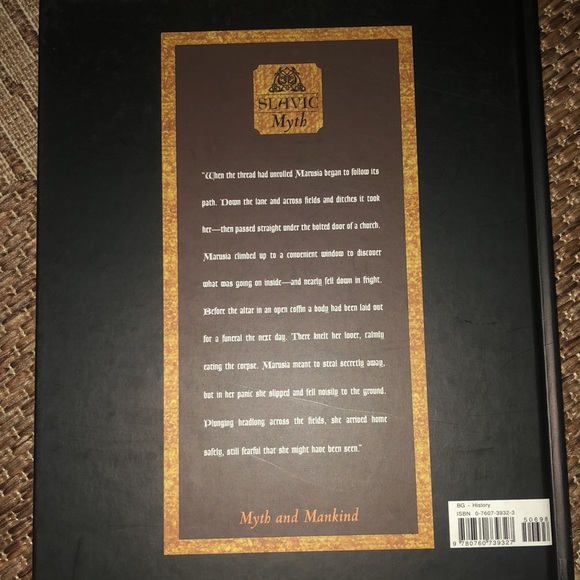 SLAVIC
Myth
"When the thread had unrolled Marusia began to follow its
path. Down the lane and across fields and ditches it took
her—then passed straight under the bolted door of a church.
Marusia climbed up to a convenient window to discover
what was going on inside—and nearly fell down in fright.
Before the altar in an open coffin a body had been laid out
for a funeral the next day. There knelt her lover, calmly
eating the corpse. Marusia meant to steal secretly away,
but in her panic she slipped and fell noisily to the ground.
Plunging headlong across the fields, she arrived home
safely, still fearful that she might have been seen."
Myth and Mankind
BG - History
ISBN 0-7607-3932-3
50698
9 780760 739327